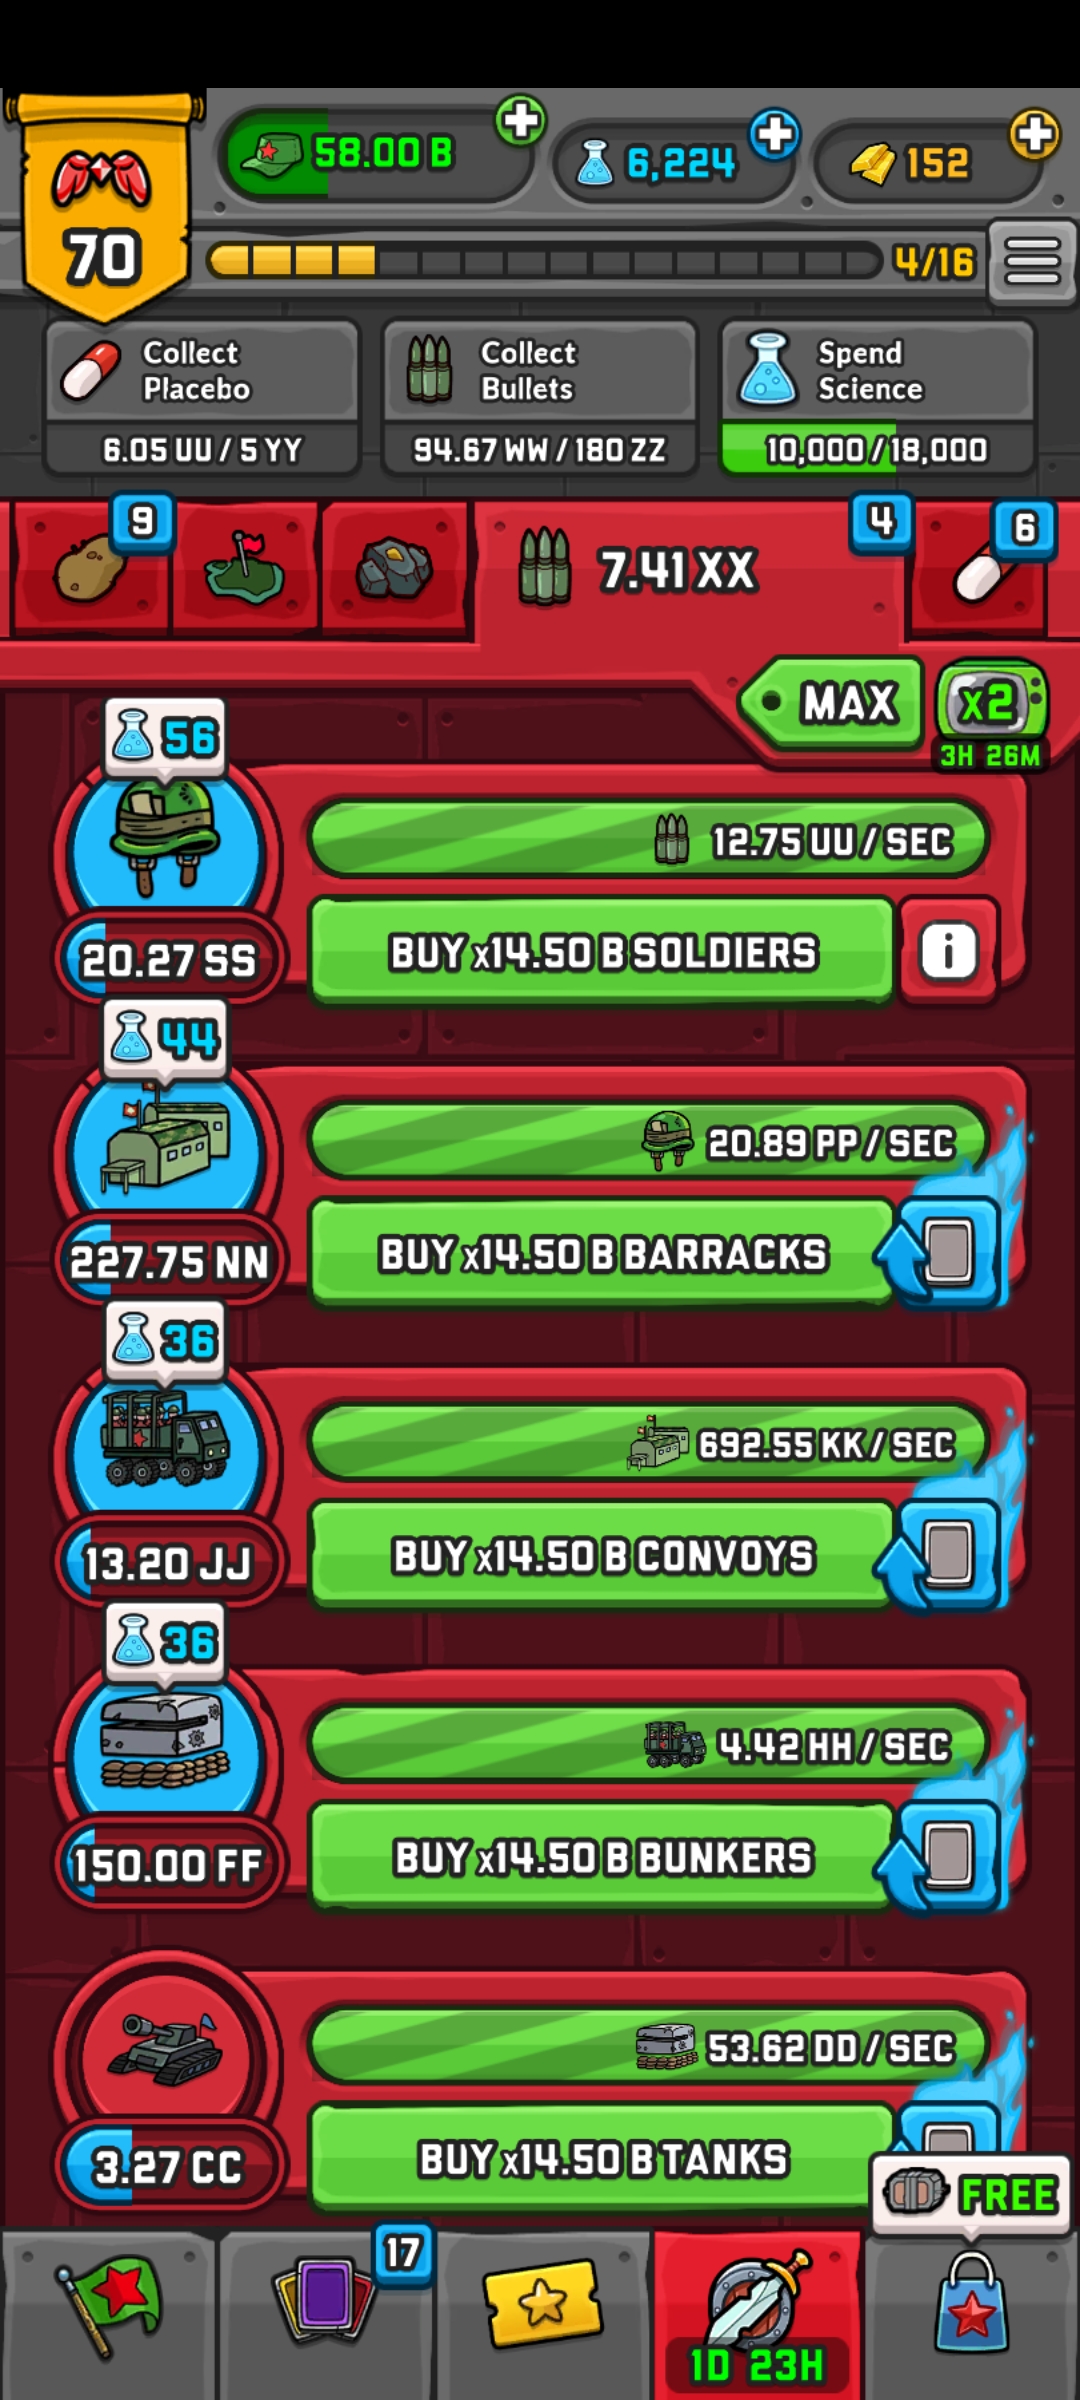 58.00 B
6,224
152
70
4/16
Collect
Placebo
6.05 UU / 5 YY
Collect
Bullets
94.67 WW / 180 ZZ
Spend
Science
10,000 / 18,000
9
7.41 XX
4
6
MAX
x2
3H 26M
56
12.75 UU / SEC
20.27 SS
BUY x14.50 B SOLDIERS
i
44
20.89 PP / SEC
227.75 NN
BUY x14.50 B BARRACKS
36
692.55 KK / SEC
13.20 JJ
BUY x14.50 B CONVOYS
36
4.42 HH / SEC
150.00 FF
BUY x14.50 B BUNKERS
53.62 DD / SEC
3.27 CC
BUY x14.50 B TANKS
FREE
17
1D 23H